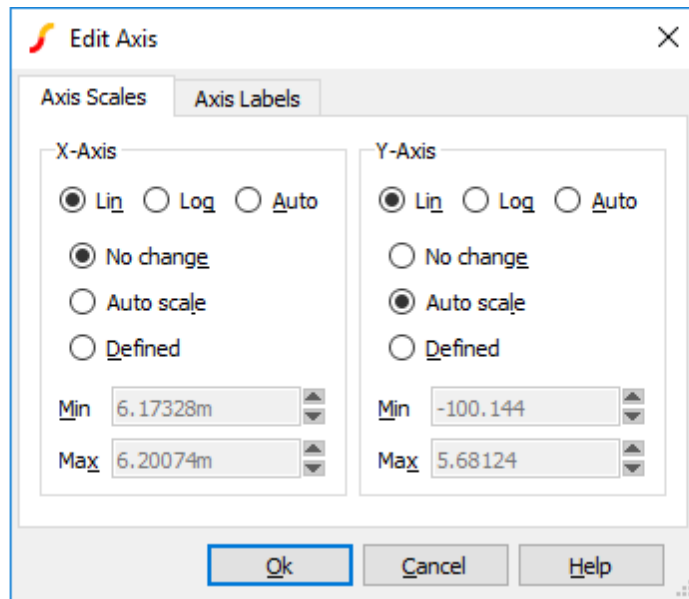 Edit Axis
Axis Scales Axis Labels
X-Axis
Lin Log Auto
No change
Auto scale
Defined
Min 6.17328m
Max 6.20074m
Y-Axis
Lin Log Auto
No change
Auto scale
Defined
Min -100.144
Max 5.68124
Ok Cancel Help